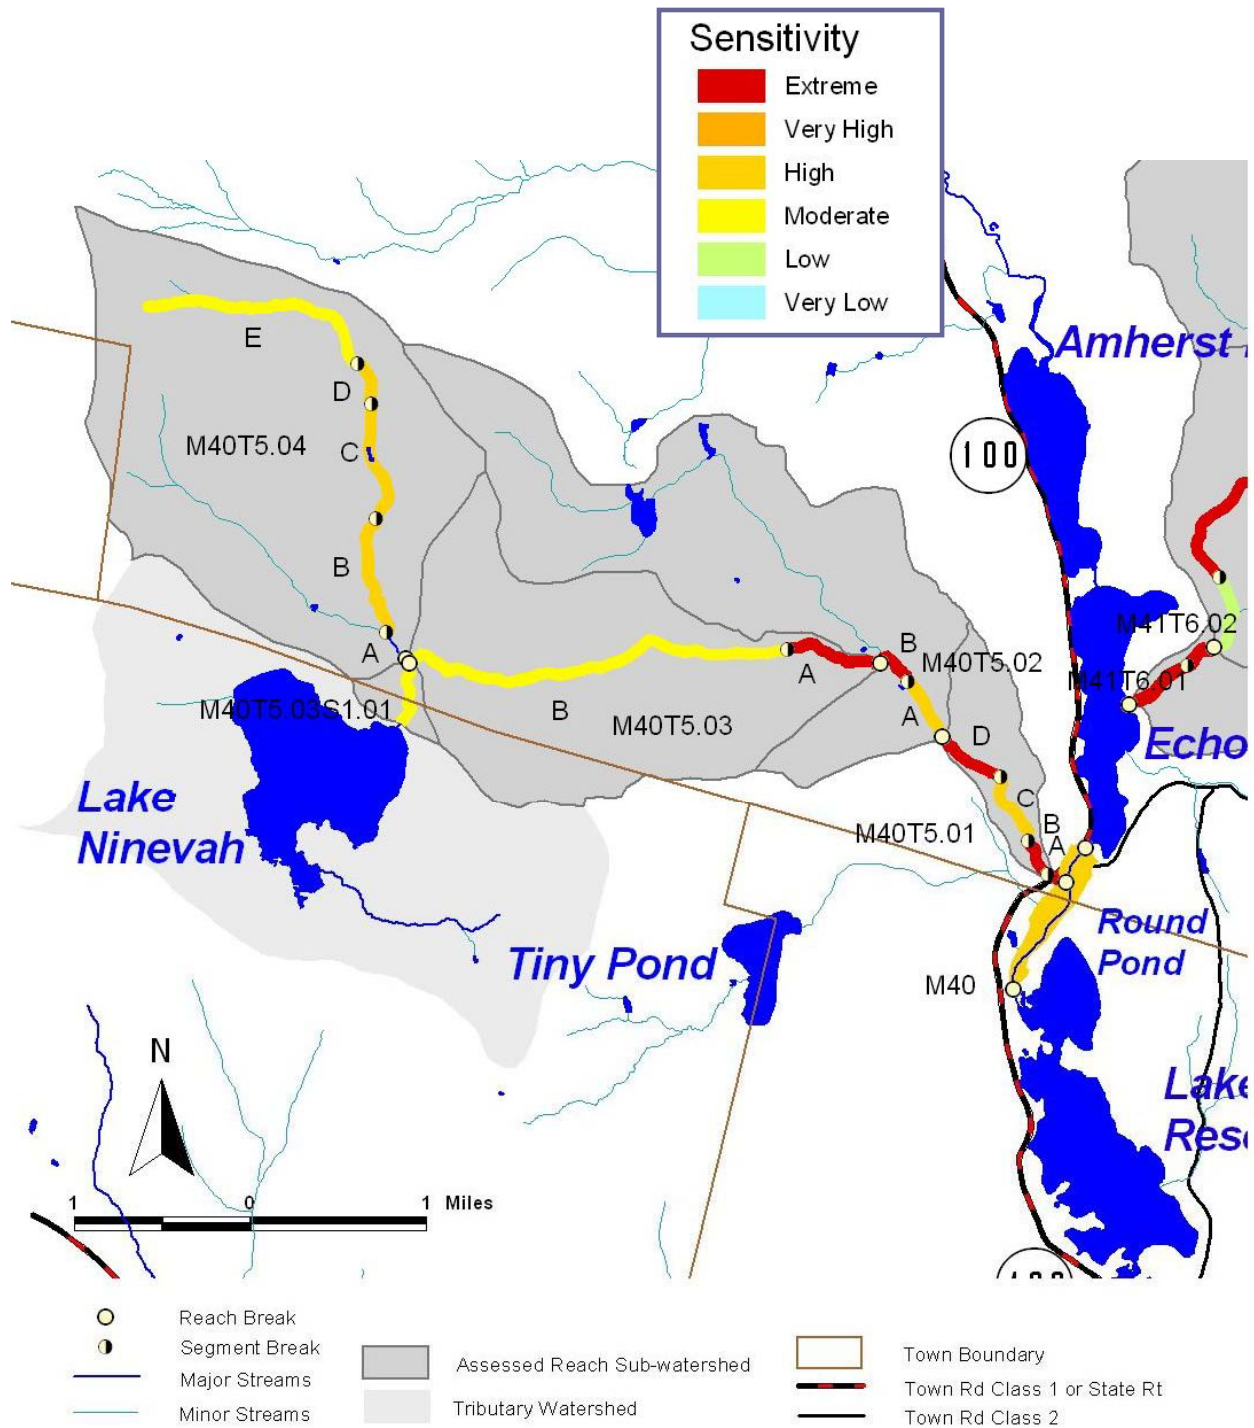 Sensitivity
Extreme
Very High
High
Moderate
Low
Very Low
Amherst
E
D
M40T5.04
C
100
B
M41T6.02
A
B
M40T5.02
A
M41T6.01
M40T5.03S1.01
B
M40T5.03
A
D
Echo
Lake
Ninevah
C
B
M40T5.01
A
Round
Pond
Tiny Pond
M40
N
Lake
Res
1 0 1 Miles
Reach Break
Segment Break
Major Streams
Minor Streams
Assessed Reach Sub-watershed
Tributary Watershed
Town Boundary
Town Rd Class 1 or State Rt
Town Rd Class 2